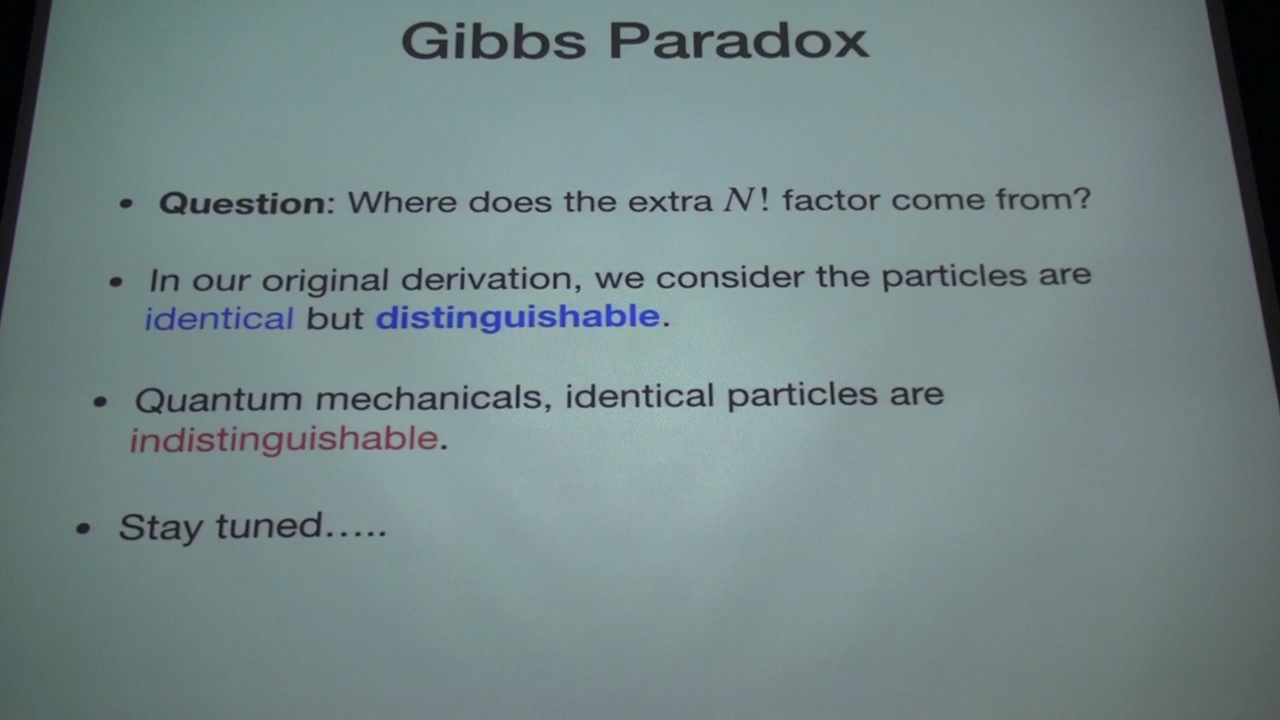 Gibbs Paradox
• Question: Where does the extra N! factor come from?
• In our original derivation, we consider the particles are
identical but distinguishable.
• Quantum mechanicals, identical particles are
indistinguishable.
• Stay tuned.....